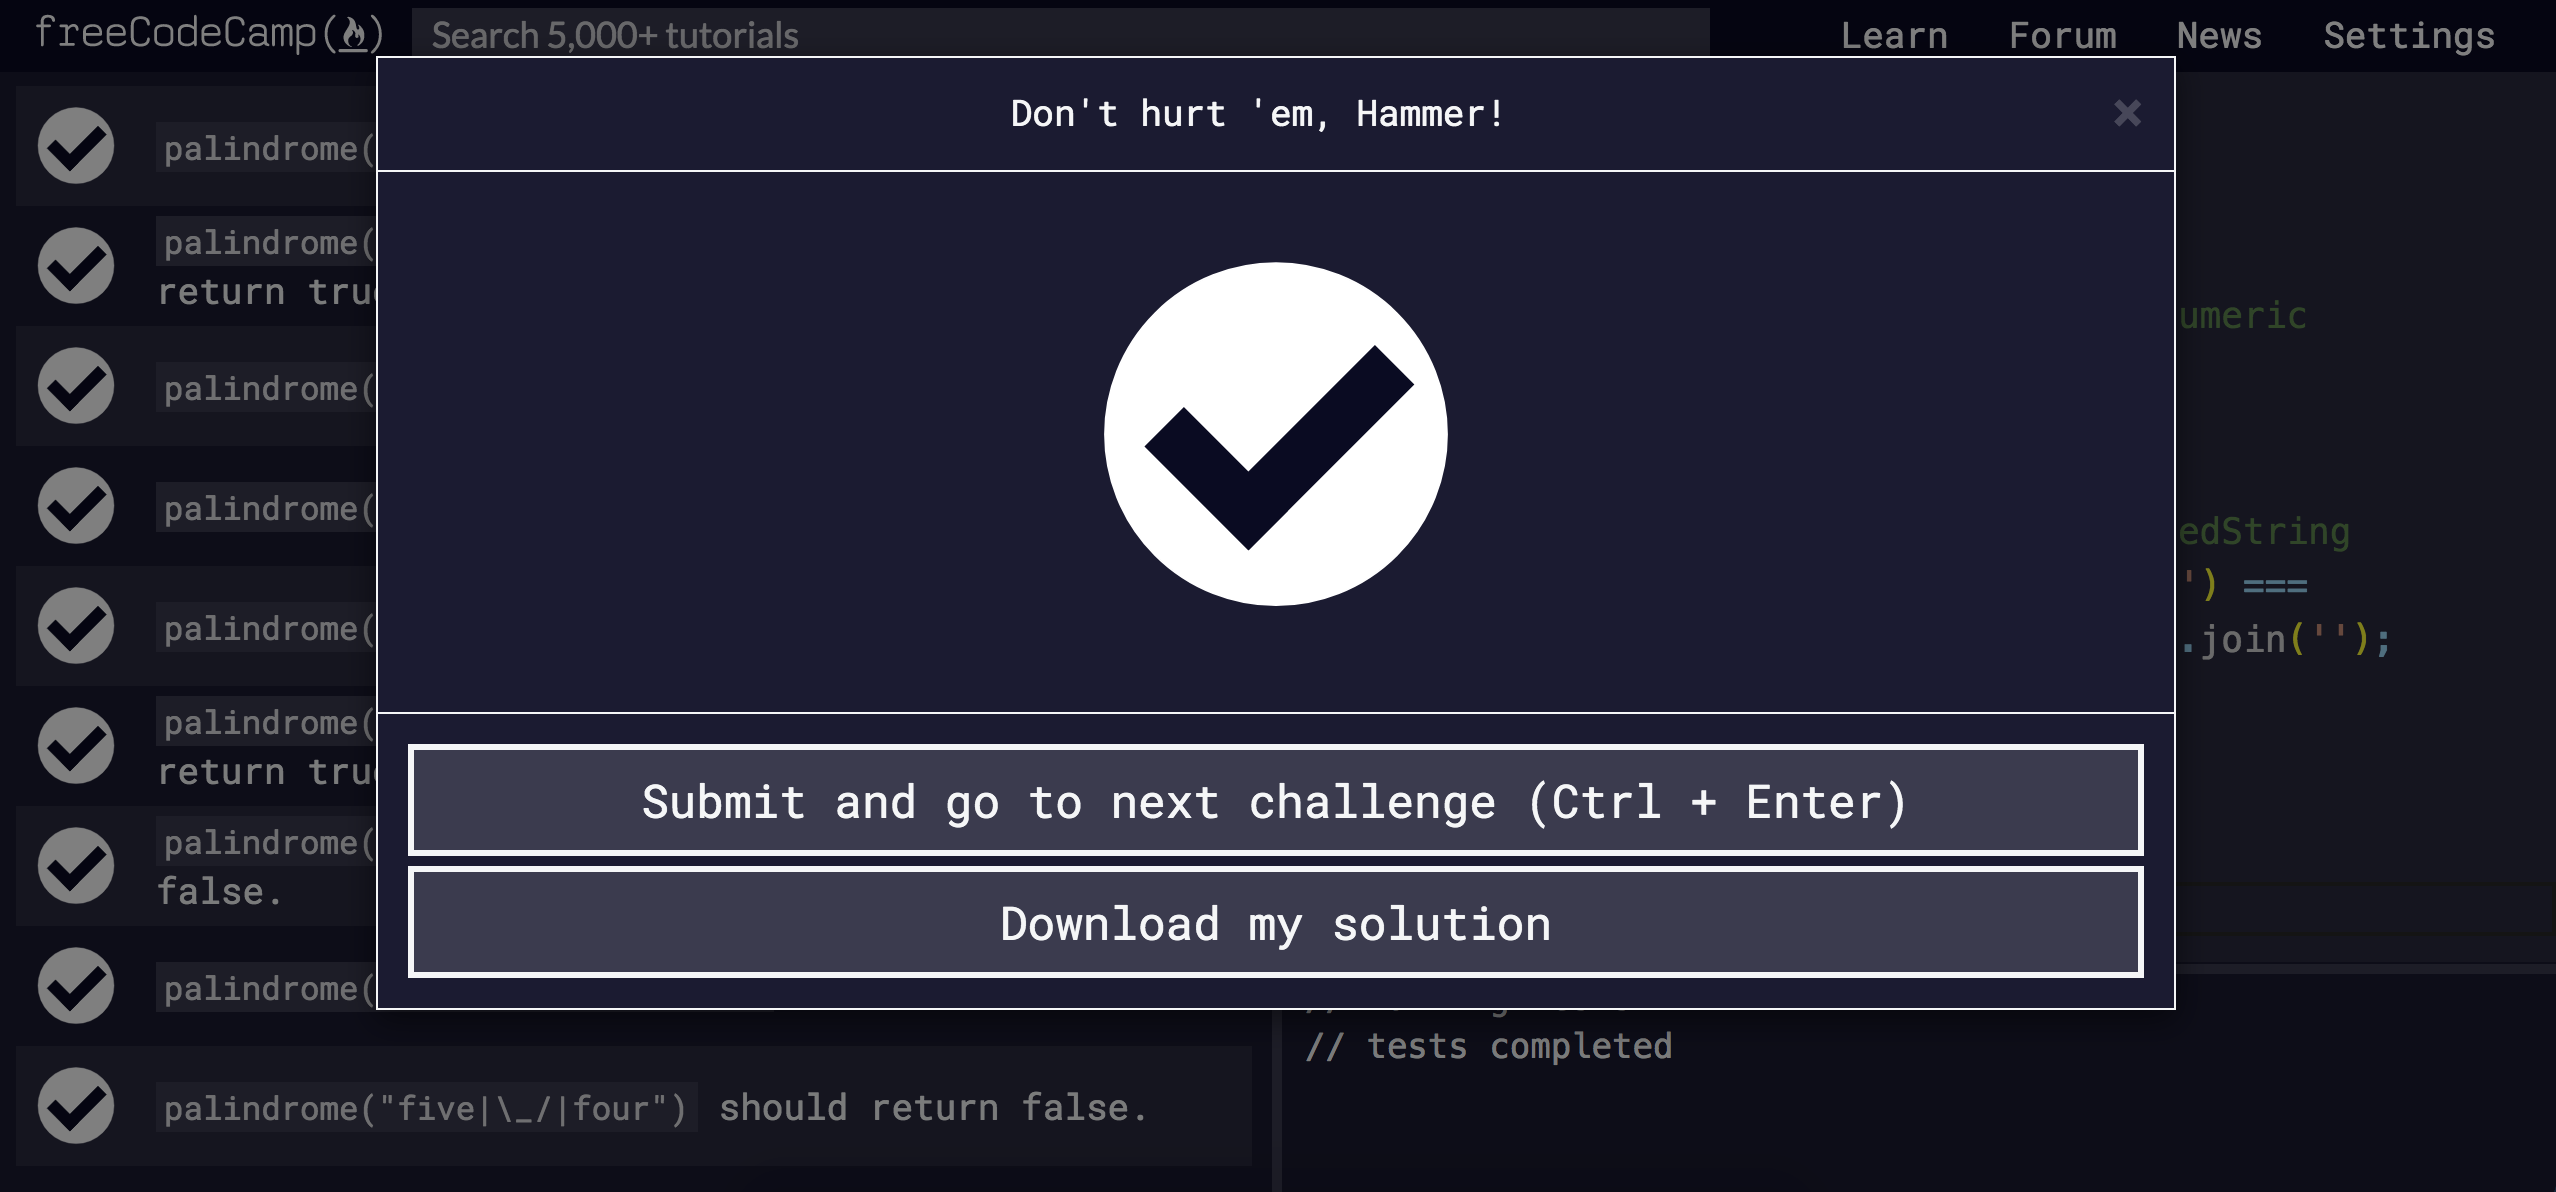 freeCodeCamp(🔥)
Search 5,000+ tutorials
Learn Forum News Settings
Don't hurt 'em, Hammer!
×
Submit and go to next challenge (Ctrl + Enter)
Download my solution
palindrome(
palindrome(
return true
palindrome(
palindrome(
palindrome(
palindrome(
return true
palindrome(
false.
palindrome(
palindrome("five|\_/|four") should return false.
umeric
edString
') ===
.join('');
// tests completed